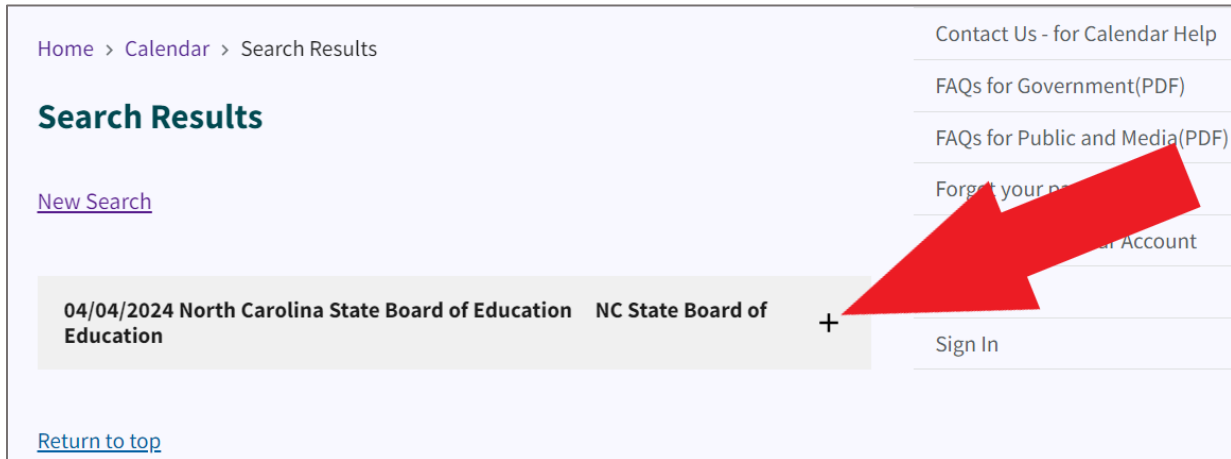 Home > Calendar > Search Results
Search Results
New Search
04/04/2024 North Carolina State Board of Education NC State Board of
Education
+
Return to top
Contact Us - for Calendar Help
FAQs for Government(PDF)
FAQs for Public and Media(PDF)
Forgot your
Account
Sign In